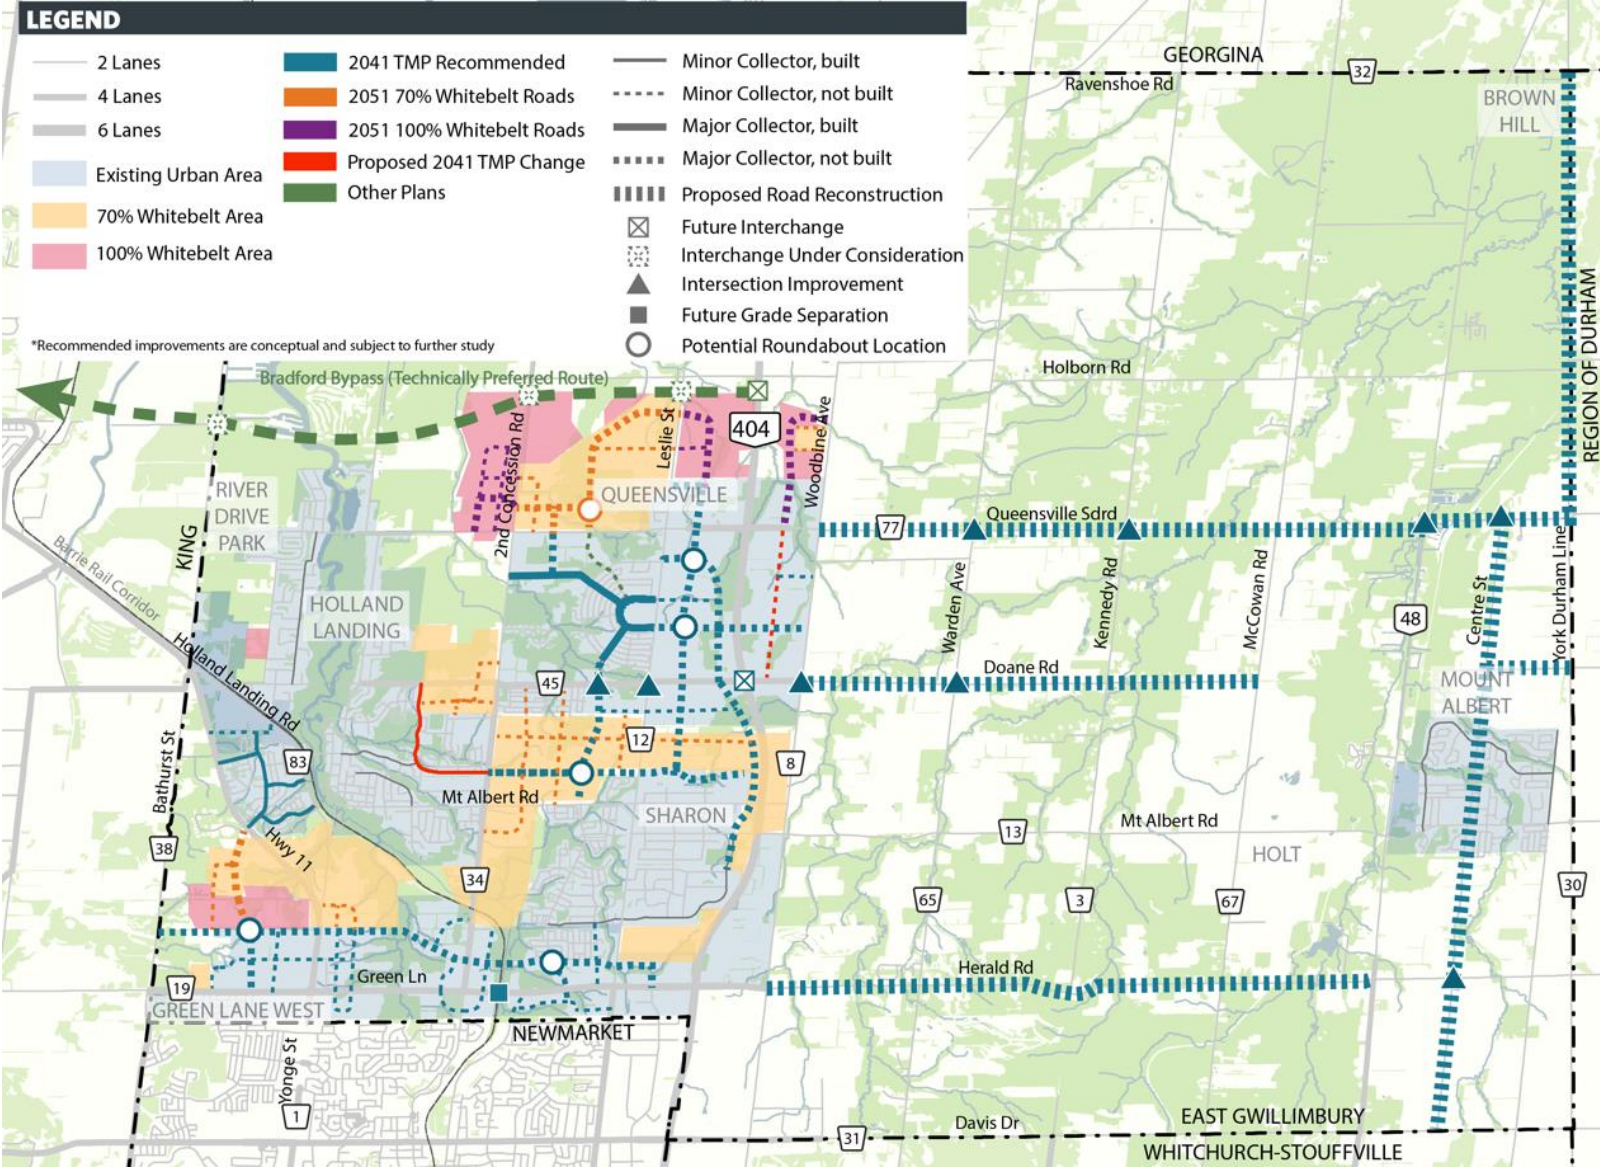 LEGEND
2 Lanes
4 Lanes
6 Lanes
Existing Urban Area
70% Whitebelt Area
100% Whitebelt Area
2041 TMP Recommended
2051 70% Whitebelt Roads
2051 100% Whitebelt Roads
Proposed 2041 TMP Change
Other Plans
Minor Collector, built
Minor Collector, not built
Major Collector, built
Major Collector, not built
Proposed Road Reconstruction
Future Interchange
Interchange Under Consideration
Intersection Improvement
Future Grade Separation
Potential Roundabout Location
*Recommended improvements are conceptual and subject to further study
GEORGINA
32
Ravenshoe Rd
BROWN
HILL
REGION OF DURHAM
Holborn Rd
Bradford Bypass (Technically Preferred Route)
2nd Concession Rd
Leslie St
404
Woodbine Ave
RIVER
DRIVE
PARK
QUEENSVILLE
KING
77
Queensville Sdrd
Barrie Rail Corridor
HOLLAND
LANDING
Warden Ave
Kennedy Rd
McCowan Rd
48
Centre St
York Durham Line
Holland Landing Rd
45
Doane Rd
MOUNT
ALBERT
Bathurst St
83
12
8
Mt Albert Rd
SHARON
13
Mt Albert Rd
HOLT
38
Hwy 11
34
65
3
67
30
19
Green Ln
Herald Rd
GREEN LANE WEST
NEWMARKET
Yonge St
1
Davis Dr
31
EAST GWILLIMBURY
WHITCHURCH-STOUFFVILLE